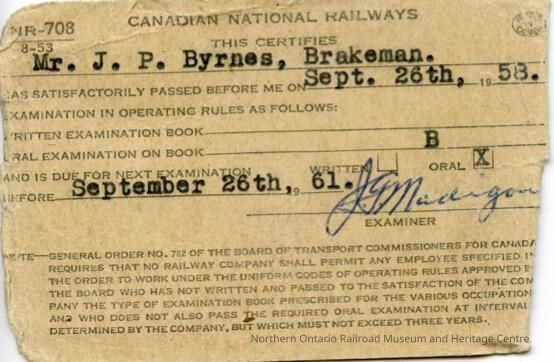 MR-708
8-53
CANADIAN NATIONAL RAILWAYS
THIS CERTIFIES
Mr. J. P. Byrnes, Brakeman.
AS SATISFACTORILY PASSED BEFORE ME ON Sept. 26th, 1958.
EXAMINATION IN OPERATING RULES AS FOLLOWS:
WRITTEN EXAMINATION BOOK
ORAL EXAMINATION ON BOOK B
AND IS DUE FOR NEXT EXAMINATION WRITTEN ORAL X
BEFORE September 26th, 1961.
J G Madigan
EXAMINER
NOTE—GENERAL ORDER NO. 782 OF THE BOARD OF TRANSPORT COMMISSIONERS FOR CANADA
REQUIRES THAT NO RAILWAY COMPANY SHALL PERMIT ANY EMPLOYEE SPECIFIED IN
THE ORDER TO WORK UNDER THE UNIFORM CODES OF OPERATING RULES APPROVED B
THE BOARD WHO HAS NOT WRITTEN AND PASSED TO THE SATISFACTION OF THE COM
PANY THE TYPE OF EXAMINATION BOOK PRESCRIBED FOR THE VARIOUS OCCUPATION
AND WHO DOES NOT ALSO PASS THE REQUIRED ORAL EXAMINATION AT INTERVAL
DETERMINED BY THE COMPANY, BUT WHICH MUST NOT EXCEED THREE YEARS.
Northern Ontario Railroad Museum and Heritage Centre